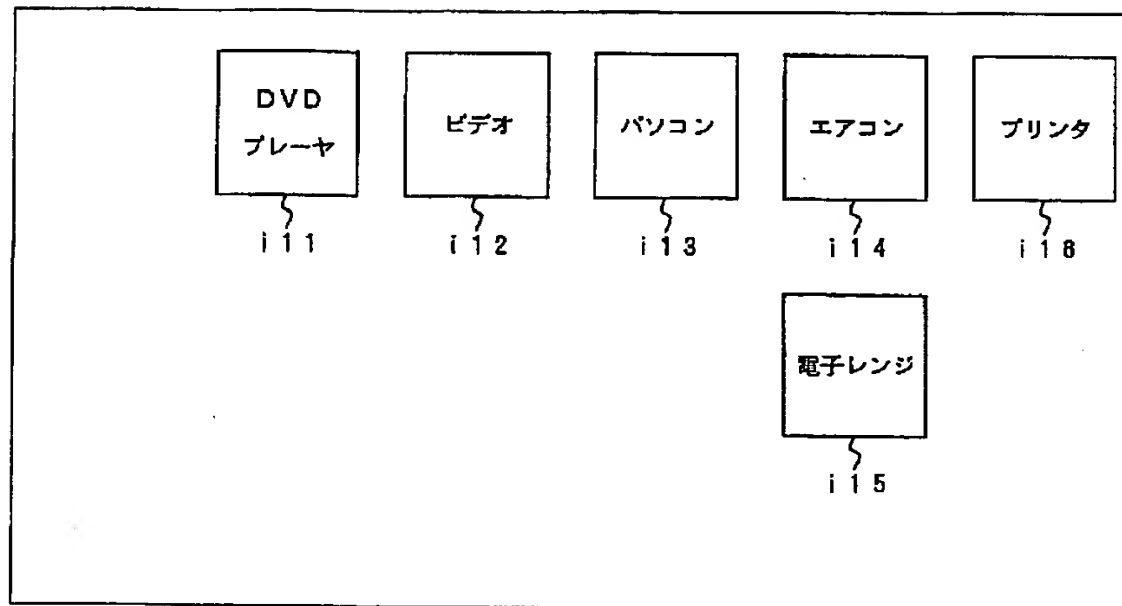 DVD
プレーヤ
ビデオ
パソコン
エアコン
プリンタ
i11
i12
i13
i14
i16
電子レンジ
i15